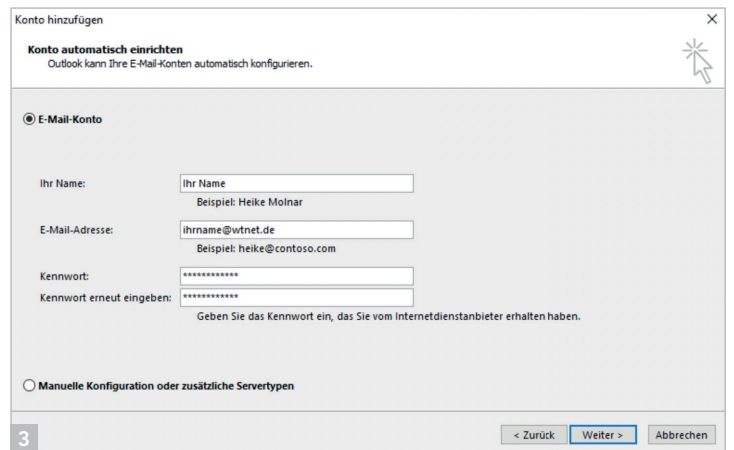 Konto hinzufügen
Konto automatisch einrichten
Outlook kann Ihre E-Mail-Konten automatisch konfigurieren.
E-Mail-Konto
Ihr Name: Ihr Name
Beispiel: Heike Molnar
E-Mail-Adresse: ihrname@wtnet.de
Beispiel: heike@contoso.com
Kennwort: ************
Kennwort erneut eingeben: ************
Geben Sie das Kennwort ein, das Sie vom Internetdienstanbieter erhalten haben.
Manuelle Konfiguration oder zusätzliche Servertypen
3 < Zurück Weiter > Abbrechen